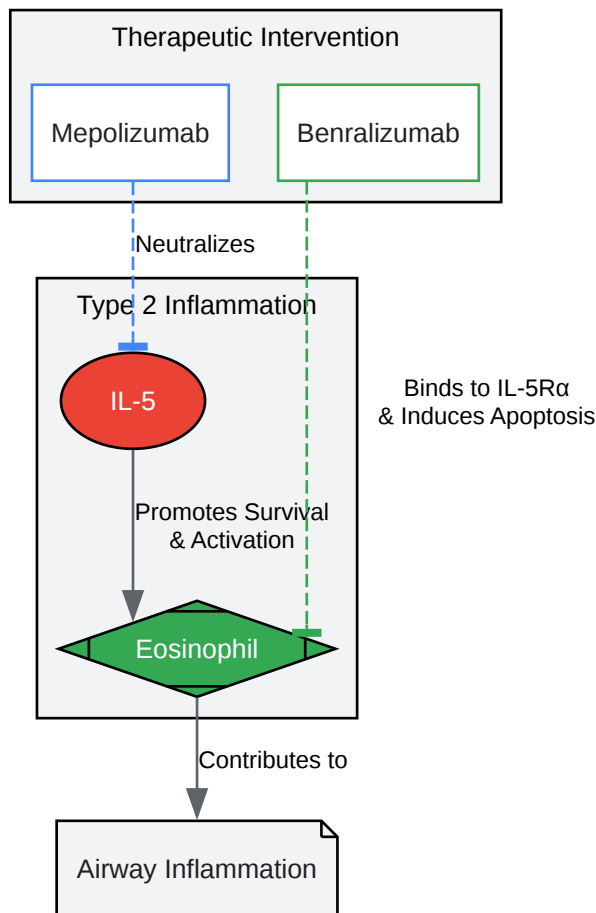 Therapeutic Intervention
Mepolizumab
Benralizumab
Neutralizes
Type 2 Inflammation
IL-5
Binds to IL-5Rα
& Induces Apoptosis
Promotes Survival
& Activation
Eosinophil
Contributes to
Airway Inflammation